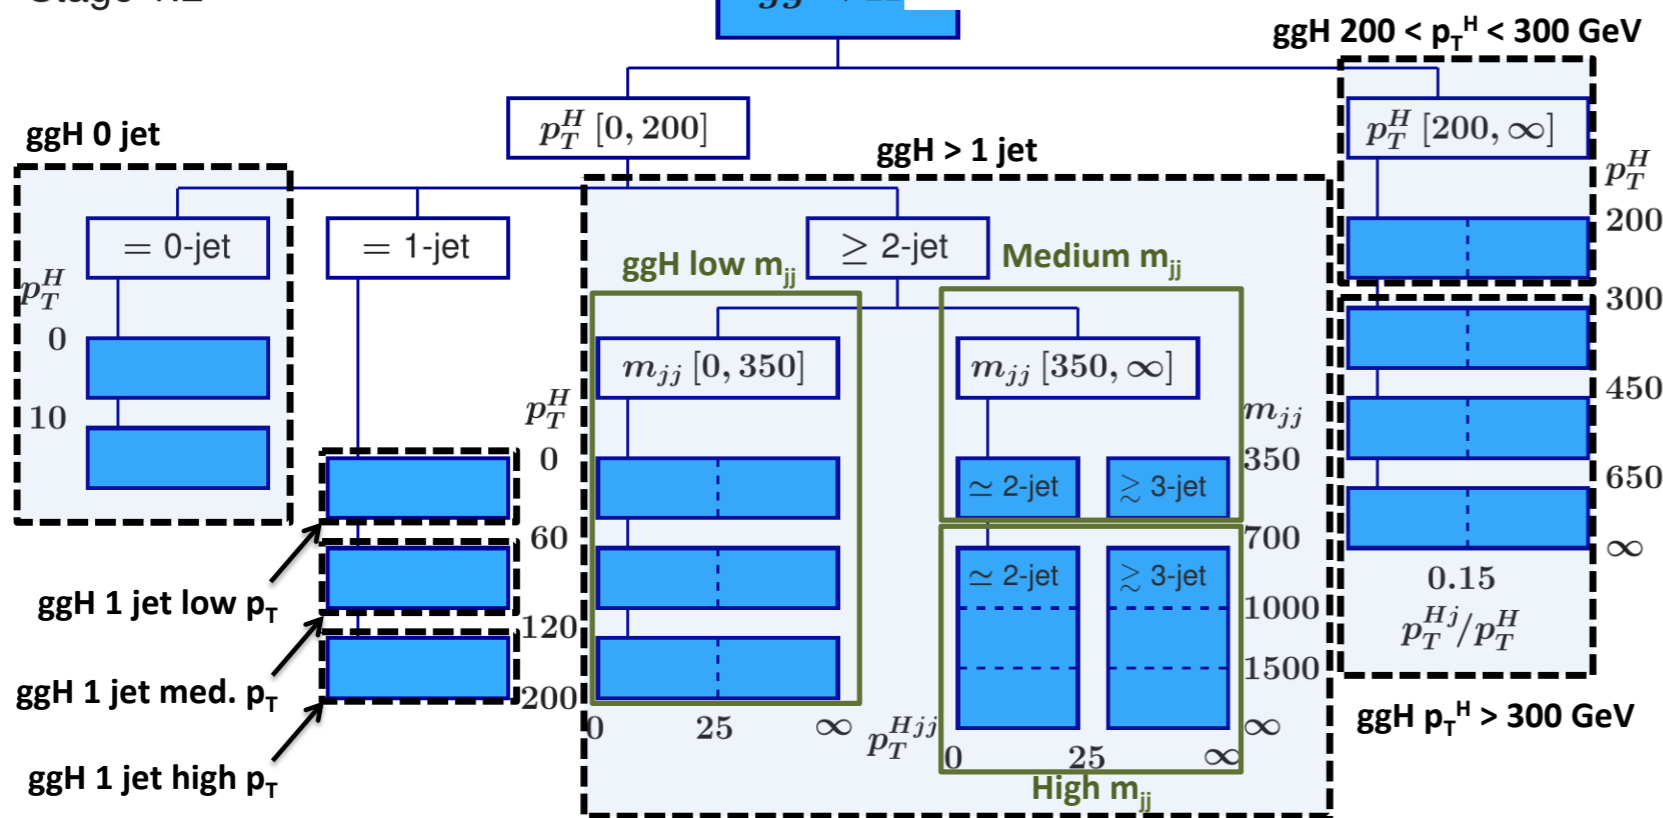 ggH 200 < p_T^H < 300 GeV
p_T^H [0, 200]
p_T^H [200, ∞]
ggH 0 jet
ggH > 1 jet
p_T^H
200
300
450
650
∞
0.15
p_T^{Hj}/p_T^H
ggH p_T^H > 300 GeV
= 0-jet
= 1-jet
≥ 2-jet
p_T^H
0
10
ggH low m_jj
Medium m_jj
m_jj [0, 350]
m_jj [350, ∞]
p_T^H
0
60
120
200
m_jj
350
700
1000
1500
∞
≃ 2-jet
≳ 3-jet
≃ 2-jet
≳ 3-jet
ggH 1 jet low p_T
ggH 1 jet med. p_T
ggH 1 jet high p_T
0 25 ∞
p_T^{Hjj}
0 25 ∞
High m_jj